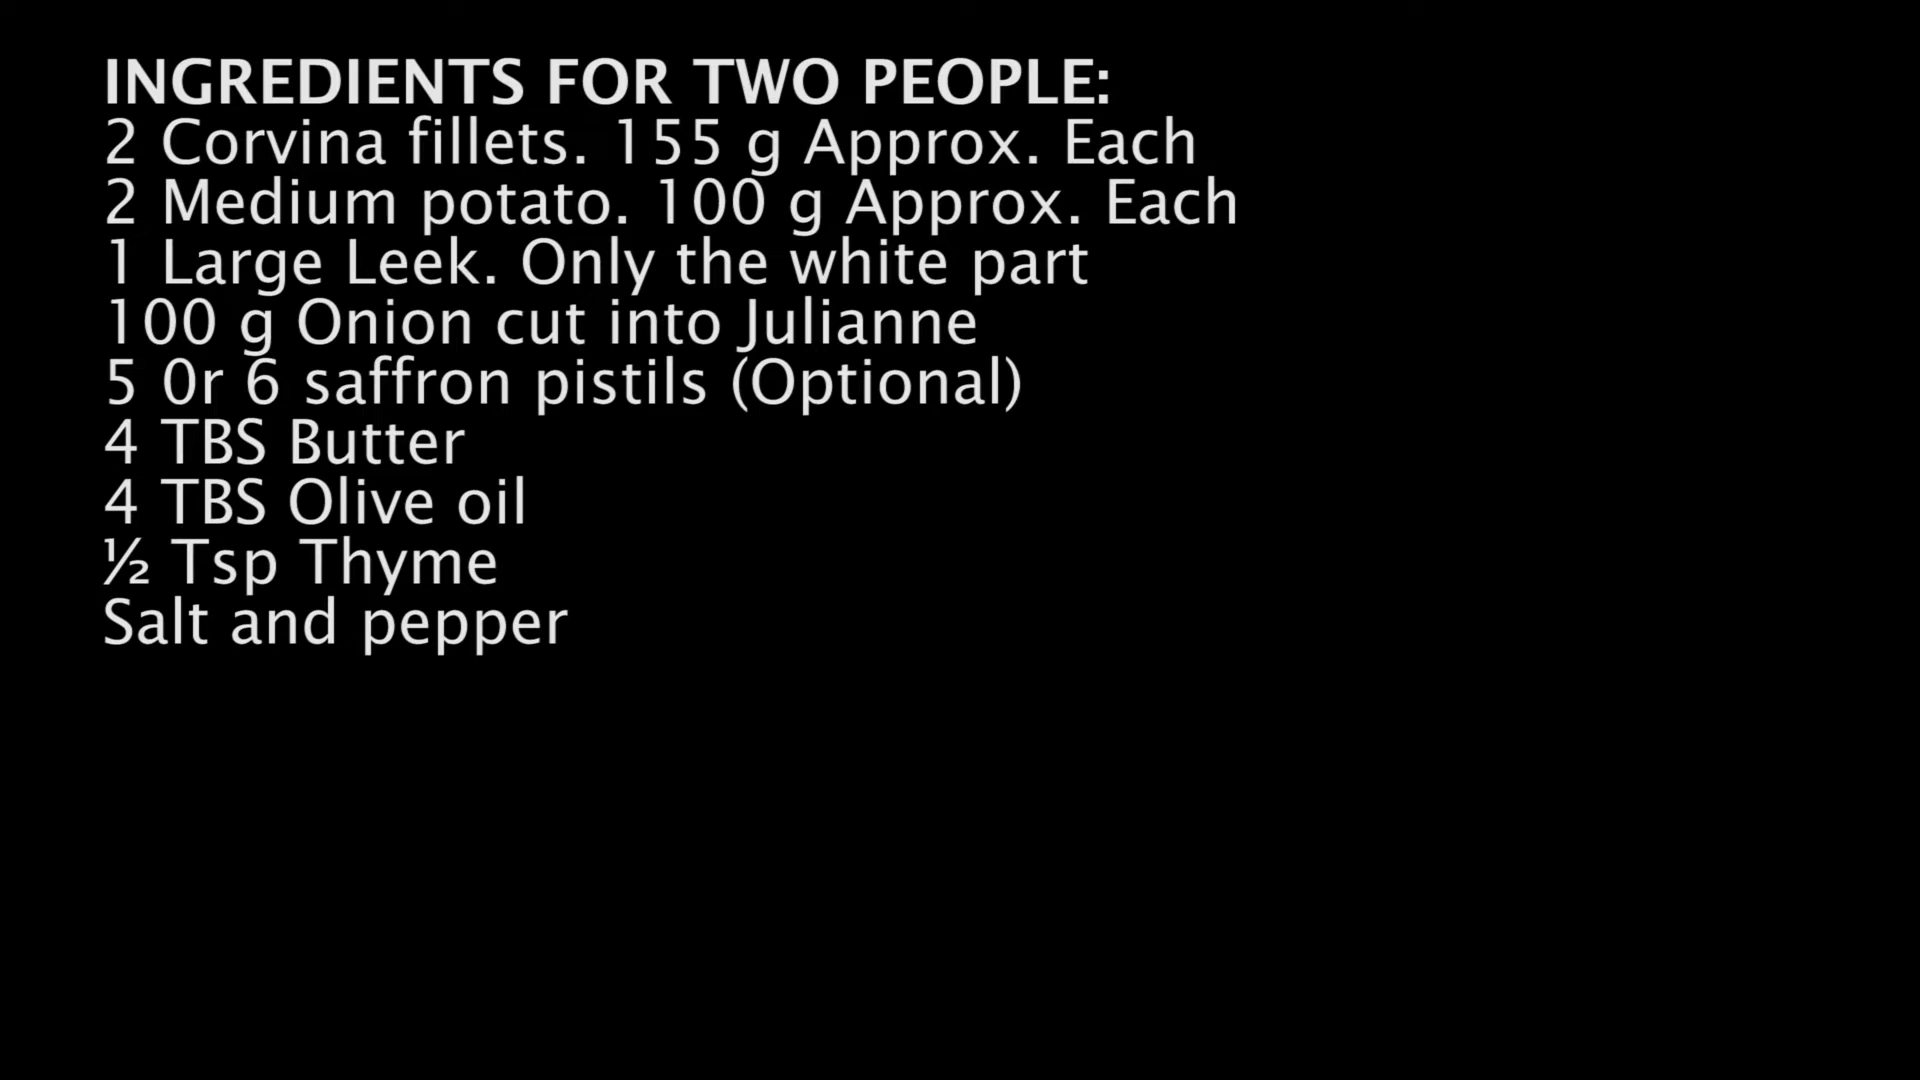 INGREDIENTS FOR TWO PEOPLE:
2 Corvina fillets. 155 g Approx. Each
2 Medium potato. 100 g Approx. Each
1 Large Leek. Only the white part
100 g Onion cut into Julianne
5 0r 6 saffron pistils (Optional)
4 TBS Butter
4 TBS Olive oil
½ Tsp Thyme
Salt and pepper